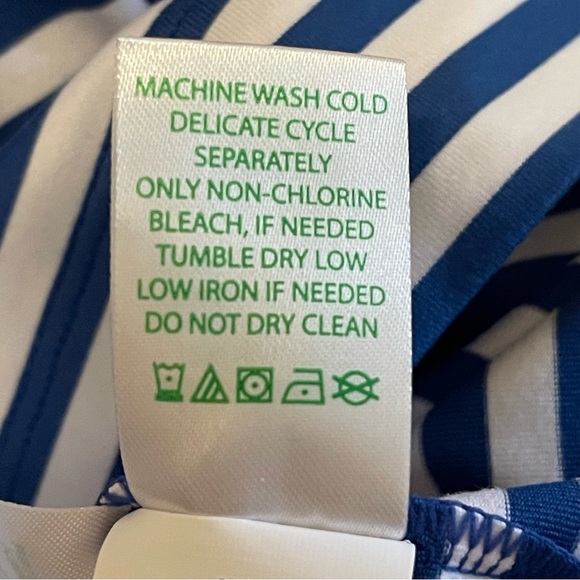 MACHINE WASH COLD
DELICATE CYCLE
SEPARATELY
ONLY NON-CHLORINE
BLEACH, IF NEEDED
TUMBLE DRY LOW
LOW IRON IF NEEDED
DO NOT DRY CLEAN